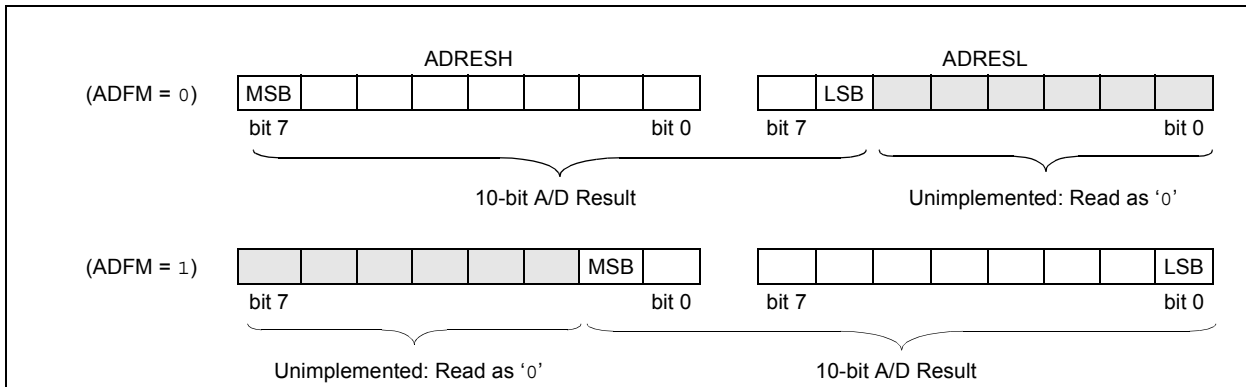 ADRESH ADRESL
(ADFM = 0) MSB LSB
bit 7 bit 0 bit 7 bit 0
10-bit A/D Result Unimplemented: Read as ‘0’
(ADFM = 1) MSB LSB
bit 7 bit 0 bit 7 bit 0
Unimplemented: Read as ‘0’ 10-bit A/D Result